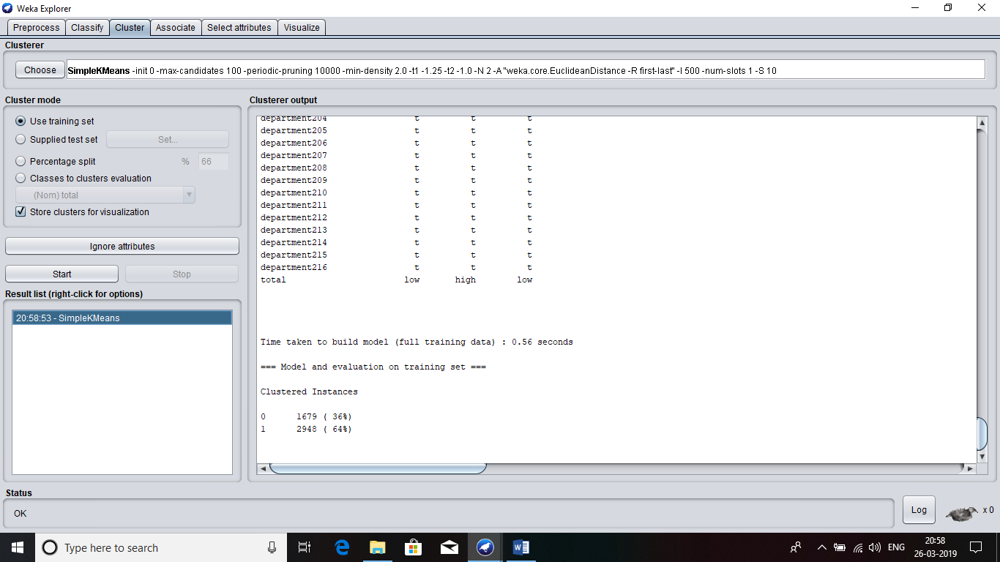 Weka Explorer
Preprocess Classify Cluster Associate Select attributes Visualize
Clusterer
Choose SimpleKMeans -init 0 -max-candidates 100 -periodic-pruning 10000 -min-density 2.0 -t1 -1.25 -t2 -1.0 -N 2 -A "weka.core.EuclideanDistance -R first-last" -I 500 -num-slots 1 -S 10
Cluster mode
Use training set
Supplied test set Set...
Percentage split % 66
Classes to clusters evaluation
(Nom) total
Store clusters for visualization
Ignore attributes
Start Stop
Result list (right-click for options)
20:58:53 - SimpleKMeans
Clusterer output
department204 t t t
department205 t t t
department206 t t t
department207 t t t
department208 t t t
department209 t t t
department210 t t t
department211 t t t
department212 t t t
department213 t t t
department214 t t t
department215 t t t
department216 t t t
total low high low
Time taken to build model (full training data) : 0.56 seconds
=== Model and evaluation on training set ===
Clustered Instances
0 1679 ( 36%)
1 2948 ( 64%)
Status
OK
Log x 0
Type here to search
ENG
20:58
26-03-2019